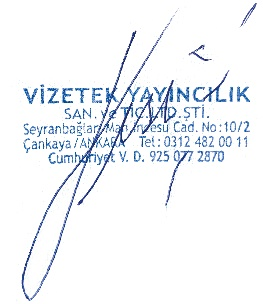 VİZETEK YAYINCILIK
SAN. ve TİC. LTD. ŞTİ.
Seyranbağları Mah. İncesu Cad. No:10/2
Çankaya / ANKARA Tel: 0312 482 00 11
Cumhuriyet V. D. 925 077 2870